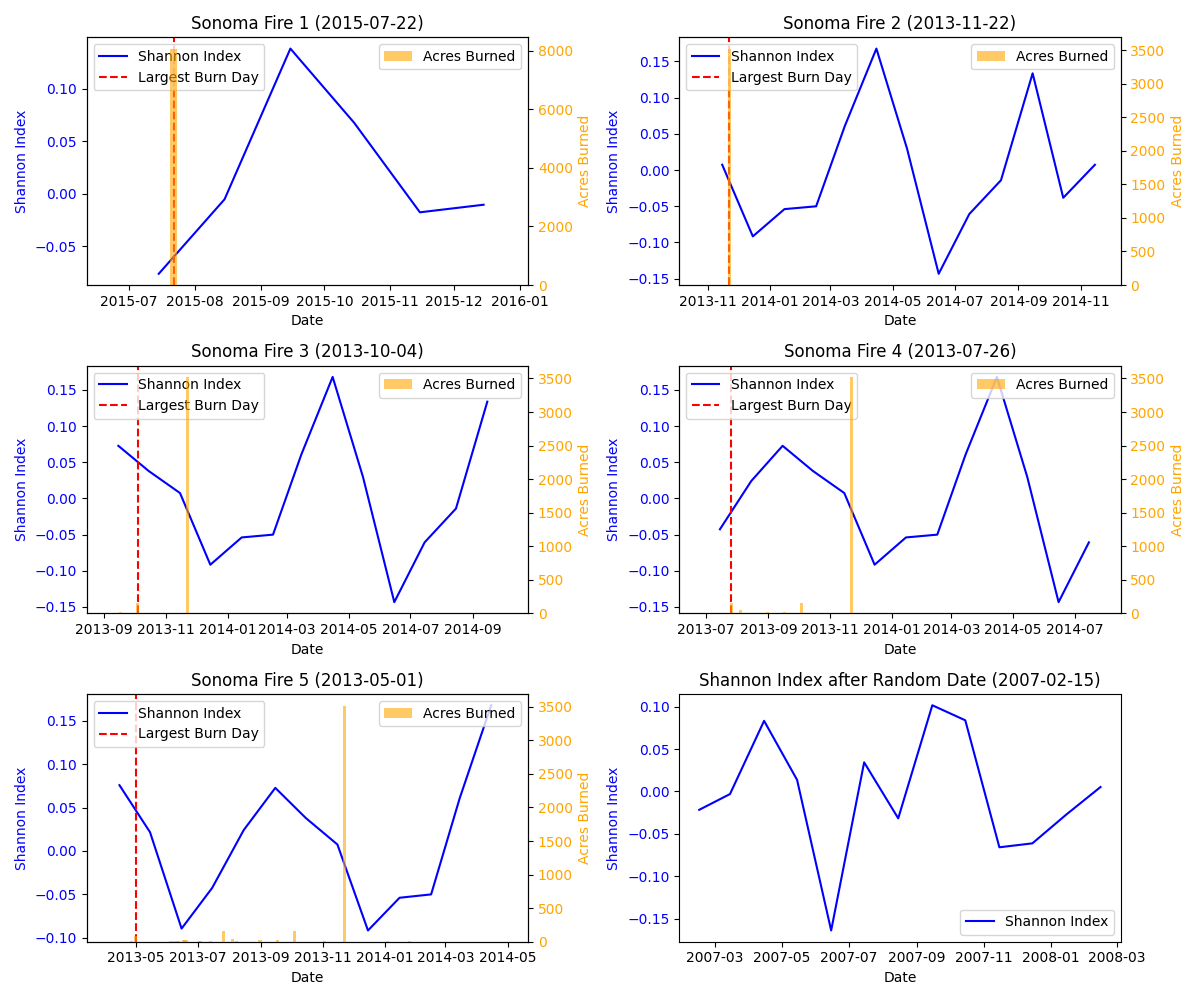 Sonoma Fire 1 (2015-07-22)
Shannon Index
Largest Burn Day
Acres Burned
0.10
0.05
0.00
−0.05
Shannon Index
8000
6000
4000
2000
0
Acres Burned
2015-07 2015-08 2015-09 2015-10 2015-11 2015-12 2016-01
Date
Sonoma Fire 2 (2013-11-22)
Shannon Index
Largest Burn Day
Acres Burned
0.15
0.10
0.05
0.00
−0.05
−0.10
−0.15
Shannon Index
3500
3000
2500
2000
1500
1000
500
0
Acres Burned
2013-11 2014-01 2014-03 2014-05 2014-07 2014-09 2014-11
Date
Sonoma Fire 3 (2013-10-04)
Shannon Index
Largest Burn Day
Acres Burned
0.15
0.10
0.05
0.00
−0.05
−0.10
−0.15
Shannon Index
3500
3000
2500
2000
1500
1000
500
0
Acres Burned
2013-09 2013-11 2014-01 2014-03 2014-05 2014-07 2014-09
Date
Sonoma Fire 4 (2013-07-26)
Shannon Index
Largest Burn Day
Acres Burned
0.15
0.10
0.05
0.00
−0.05
−0.10
−0.15
Shannon Index
3500
3000
2500
2000
1500
1000
500
0
Acres Burned
2013-07 2013-09 2013-11 2014-01 2014-03 2014-05 2014-07
Date
Sonoma Fire 5 (2013-05-01)
Shannon Index
Largest Burn Day
Acres Burned
0.15
0.10
0.05
0.00
−0.05
−0.10
Shannon Index
3500
3000
2500
2000
1500
1000
500
0
Acres Burned
2013-05 2013-07 2013-09 2013-11 2014-01 2014-03 2014-05
Date
Shannon Index after Random Date (2007-02-15)
0.10
0.05
0.00
−0.05
−0.10
−0.15
Shannon Index
Shannon Index
2007-03 2007-05 2007-07 2007-09 2007-11 2008-01 2008-03
Date